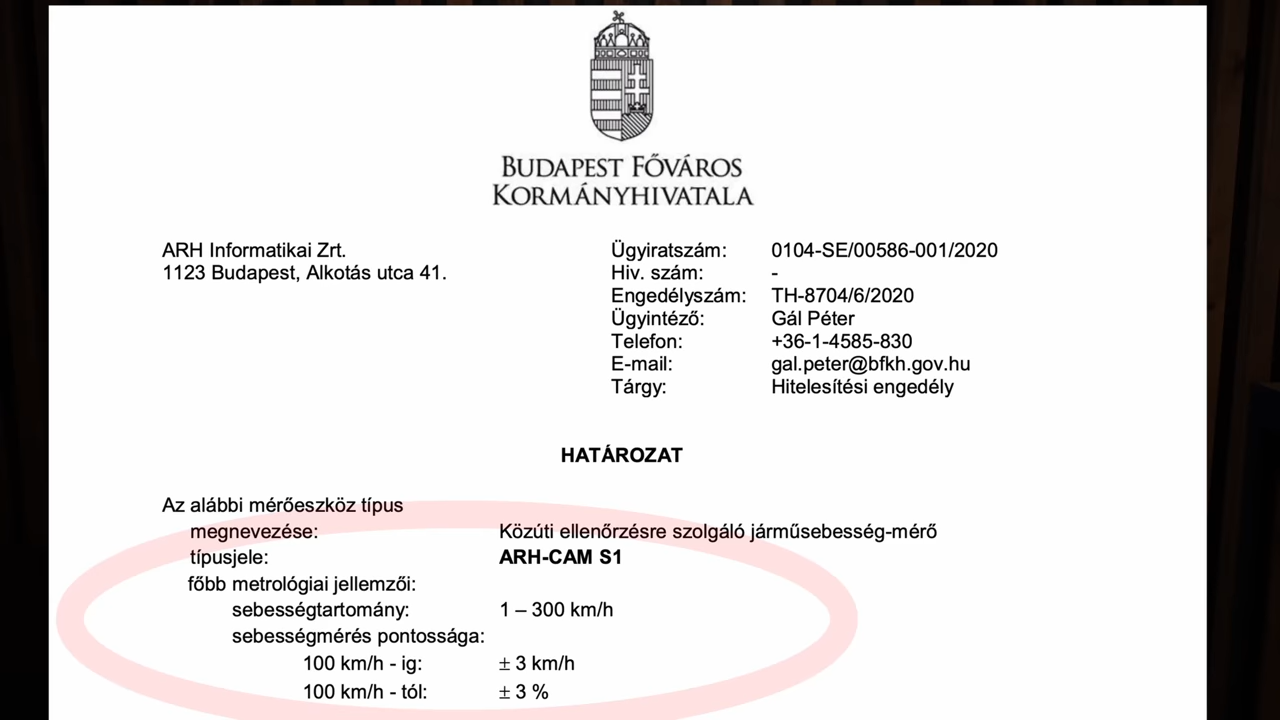 BUDAPEST FŐVÁROS
KORMÁNYHIVATALA
ARH Informatikai Zrt.
1123 Budapest, Alkotás utca 41.
Ügyiratszám: 0104-SE/00586-001/2020
Hiv. szám: -
Engedélyszám: TH-8704/6/2020
Ügyintéző: Gál Péter
Telefon: +36-1-4585-830
E-mail: gal.peter@bfkh.gov.hu
Tárgy: Hitelesítési engedély
HATÁROZAT
Az alábbi mérőeszköz típus
megnevezése: Közúti ellenőrzésre szolgáló járműsebesség-mérő
típusjele: ARH-CAM S1
főbb metrológiai jellemzői:
sebességtartomány: 1 – 300 km/h
sebességmérés pontossága:
100 km/h - ig: ± 3 km/h
100 km/h - tól: ± 3 %